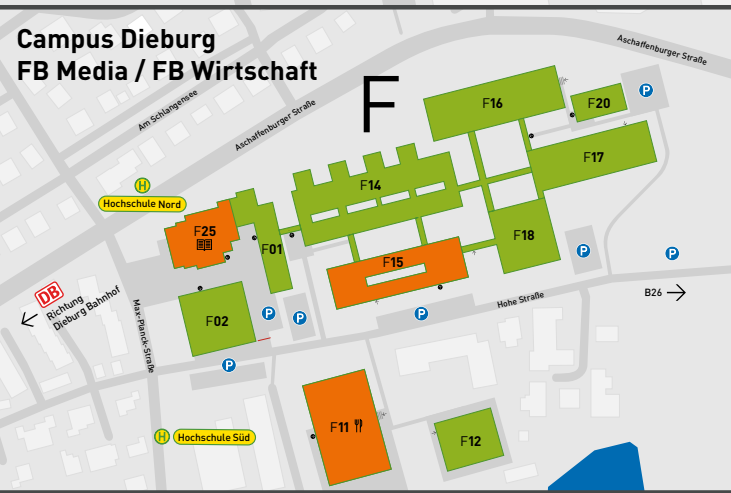 Campus Dieburg
FB Media / FB Wirtschaft
F
Aschaffenburger Straße
Am Schlangensee
Aschaffenburger Straße
F16
F20
P
F17
F14
H
Hochschule Nord
F25
F01
F18
F15
P
P
DB
Richtung
Dieburg Bahnhof
Max-Planck-Straße
F02
P
P
P
Hohe Straße
B26
P
F11
F12
H
Hochschule Süd